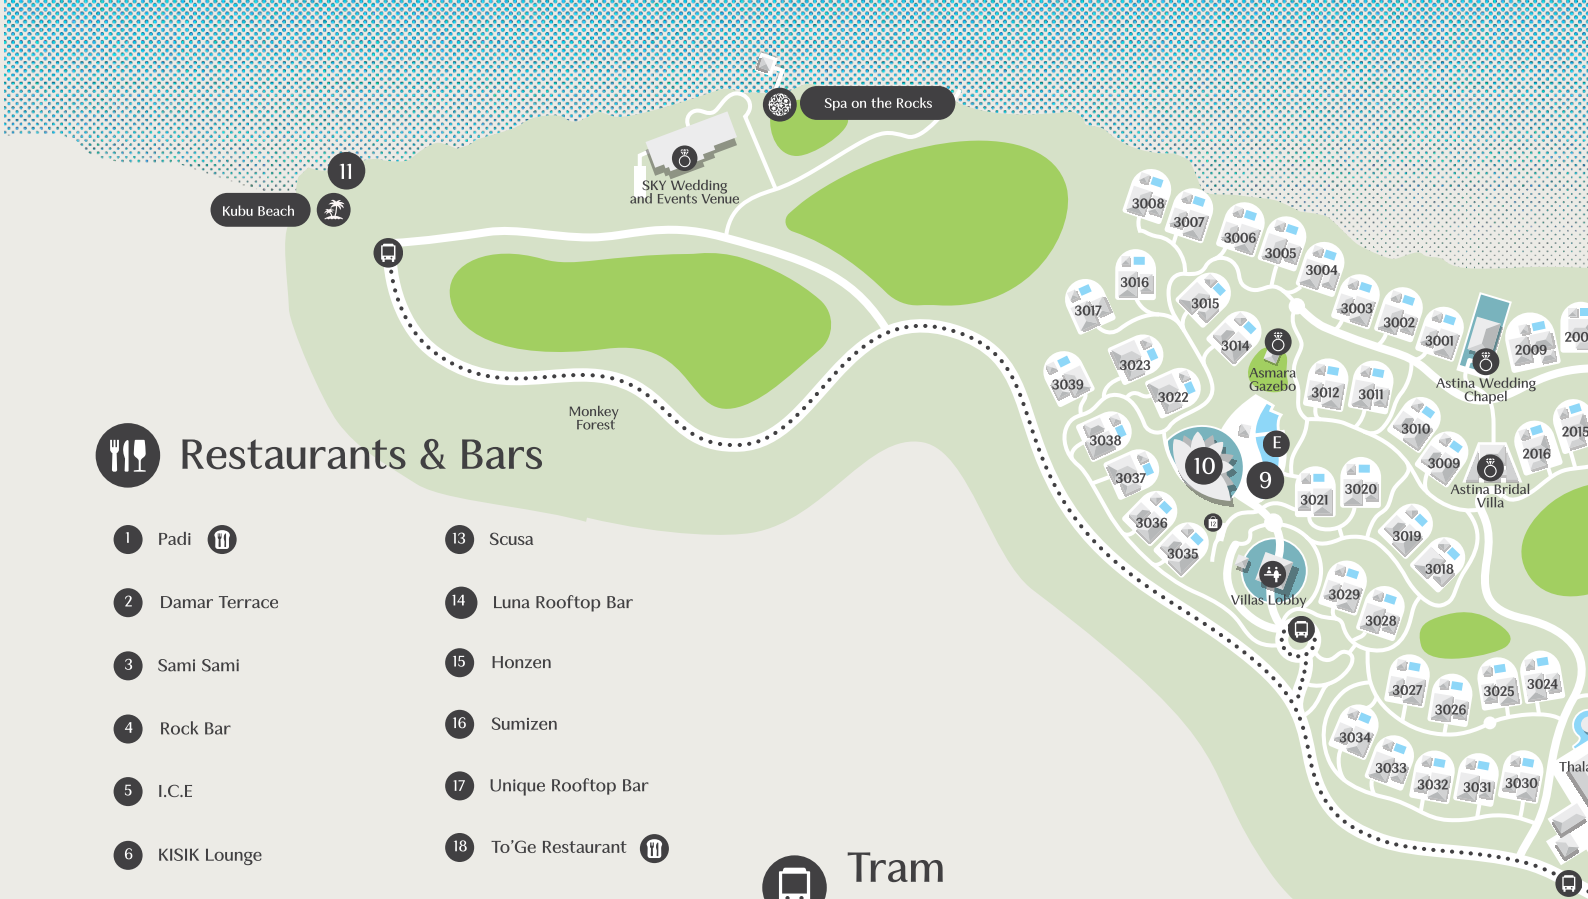 Spa on the Rocks
11
Kubu Beach
SKY Wedding
and Events Venue
3008
3007
3006
3005
3004
3003
3002
3001
2009
3016
3017
3015
3014
3023
3022
3039
Asmara
Gazebo
3012
3011
Astina Wedding
Chapel
3010
3009
2016
2015
Astina Bridal
Villa
Monkey
Forest
3038
3037
3036
3035
10
E
9
12
3021
3020
3019
3018
Villas Lobby
3029
3028
3027
3026
3025
3024
3034
3033
3032
3031
3030
Restaurants & Bars
1 Padi
2 Damar Terrace
3 Sami Sami
4 Rock Bar
5 I.C.E
6 KISIK Lounge
13 Scusa
14 Luna Rooftop Bar
15 Honzen
16 Sumizen
17 Unique Rooftop Bar
18 To'Ge Restaurant
Tram